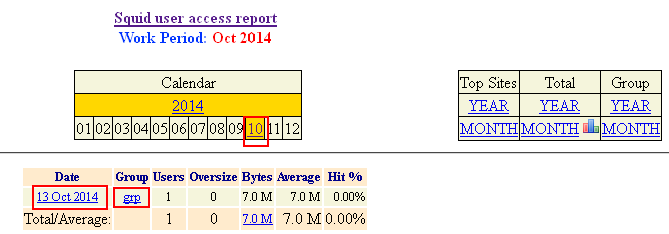 Squid user access report
Work Period: Oct 2014
Calendar
2014
01 02 03 04 05 06 07 08 09 10 11 12
Top Sites Total Group
YEAR YEAR YEAR
MONTH MONTH MONTH
Date Group Users Oversize Bytes Average Hit %
13 Oct 2014 grp 1 0 7.0 M 7.0 M 0.00%
Total/Average: 1 0 7.0 M 7.0 M 0.00%